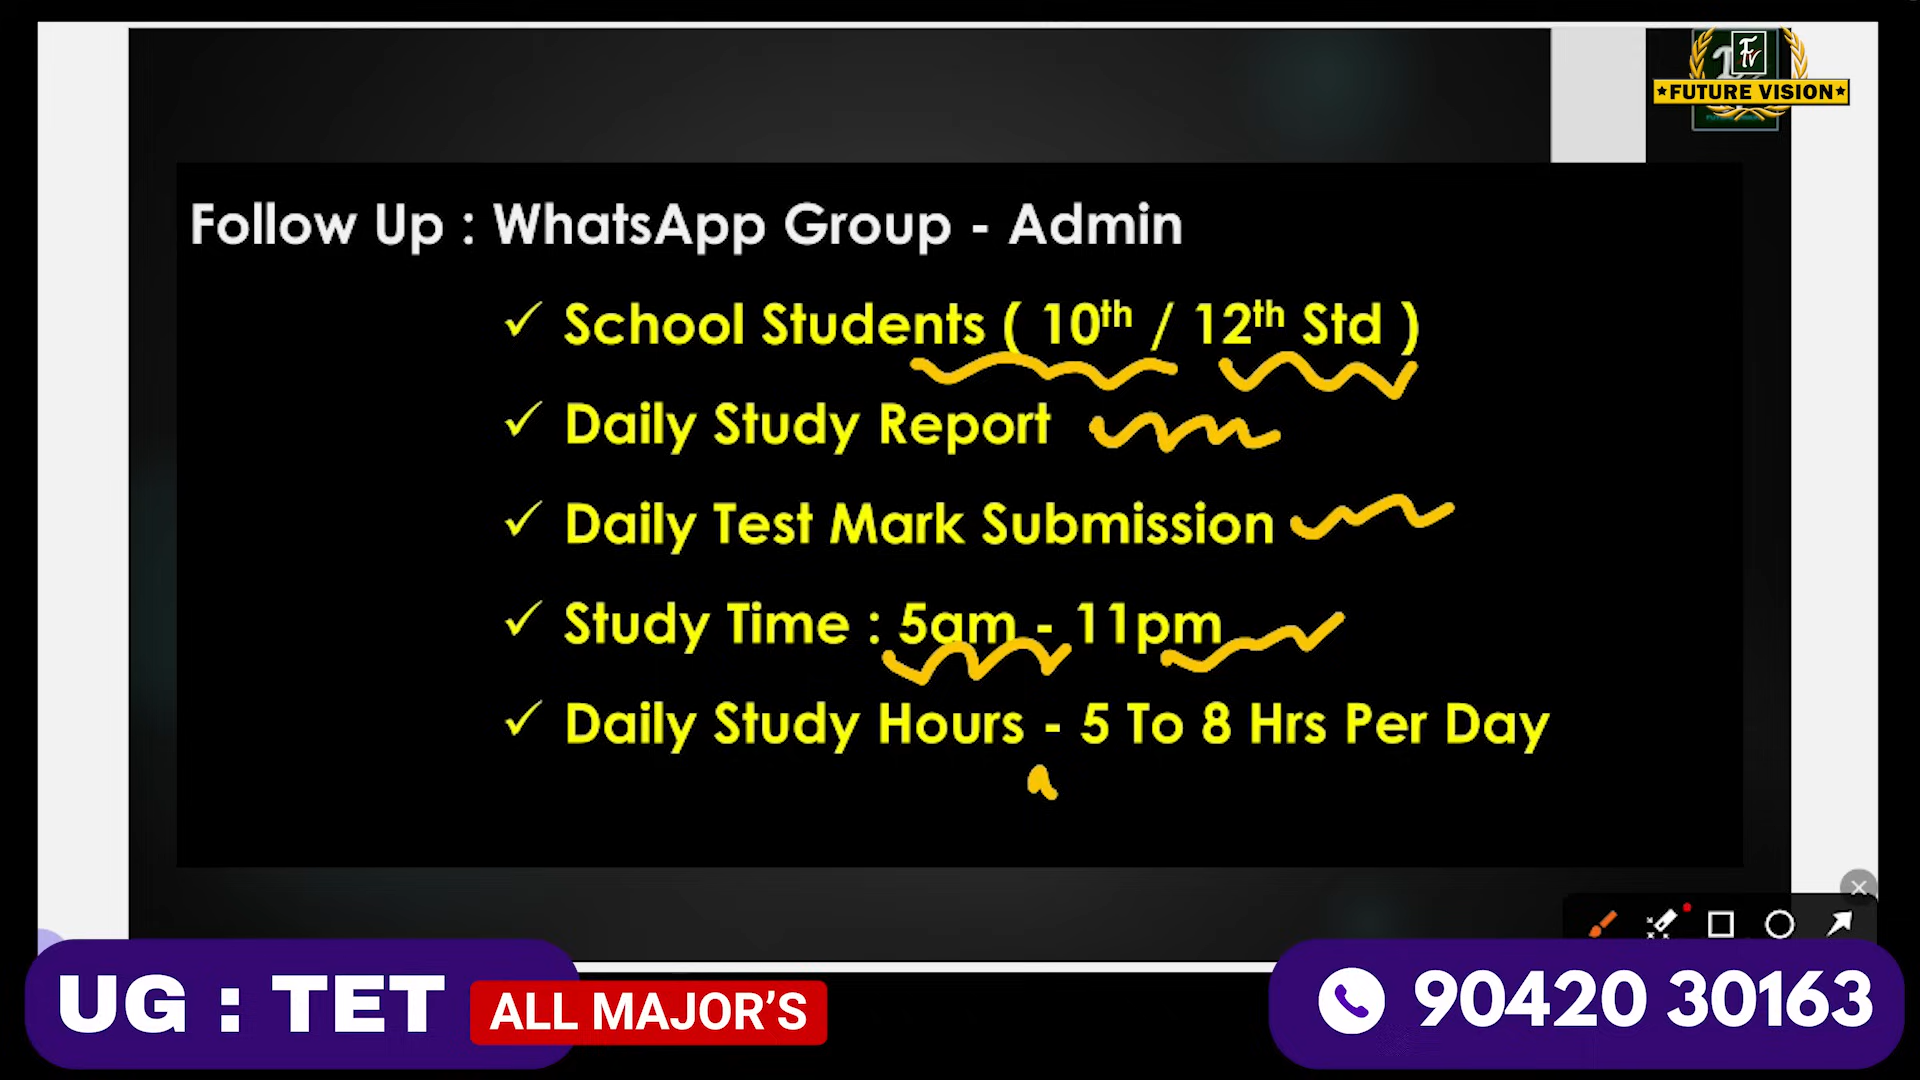 FV
★FUTURE VISION★
Follow Up : WhatsApp Group - Admin
✓ School Students ( 10th / 12th Std )
✓ Daily Study Report
✓ Daily Test Mark Submission
✓ Study Time : 5am - 11pm
✓ Daily Study Hours - 5 To 8 Hrs Per Day
UG : TET
ALL MAJOR’S
90420 30163